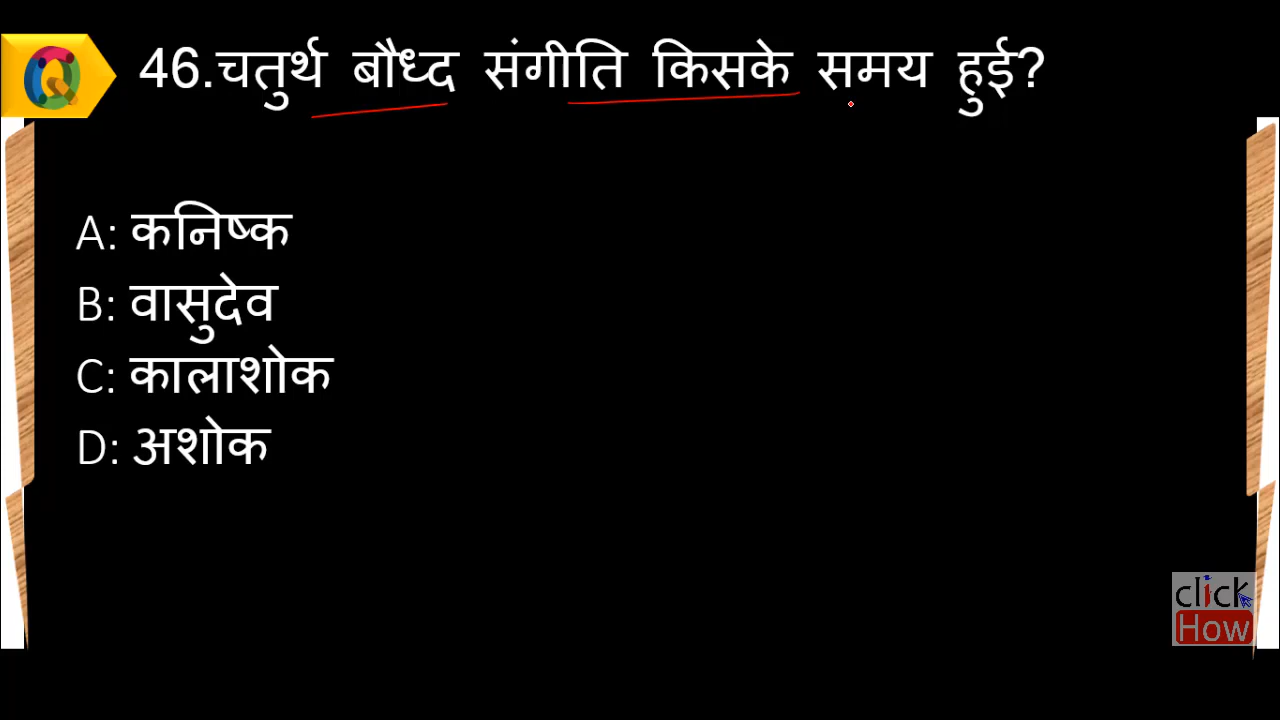 46.चतुर्थ बौध्द संगीति किसके समय हुई?
A: कनिष्क
B: वासुदेव
C: कालाशोक
D: अशोक
click
How